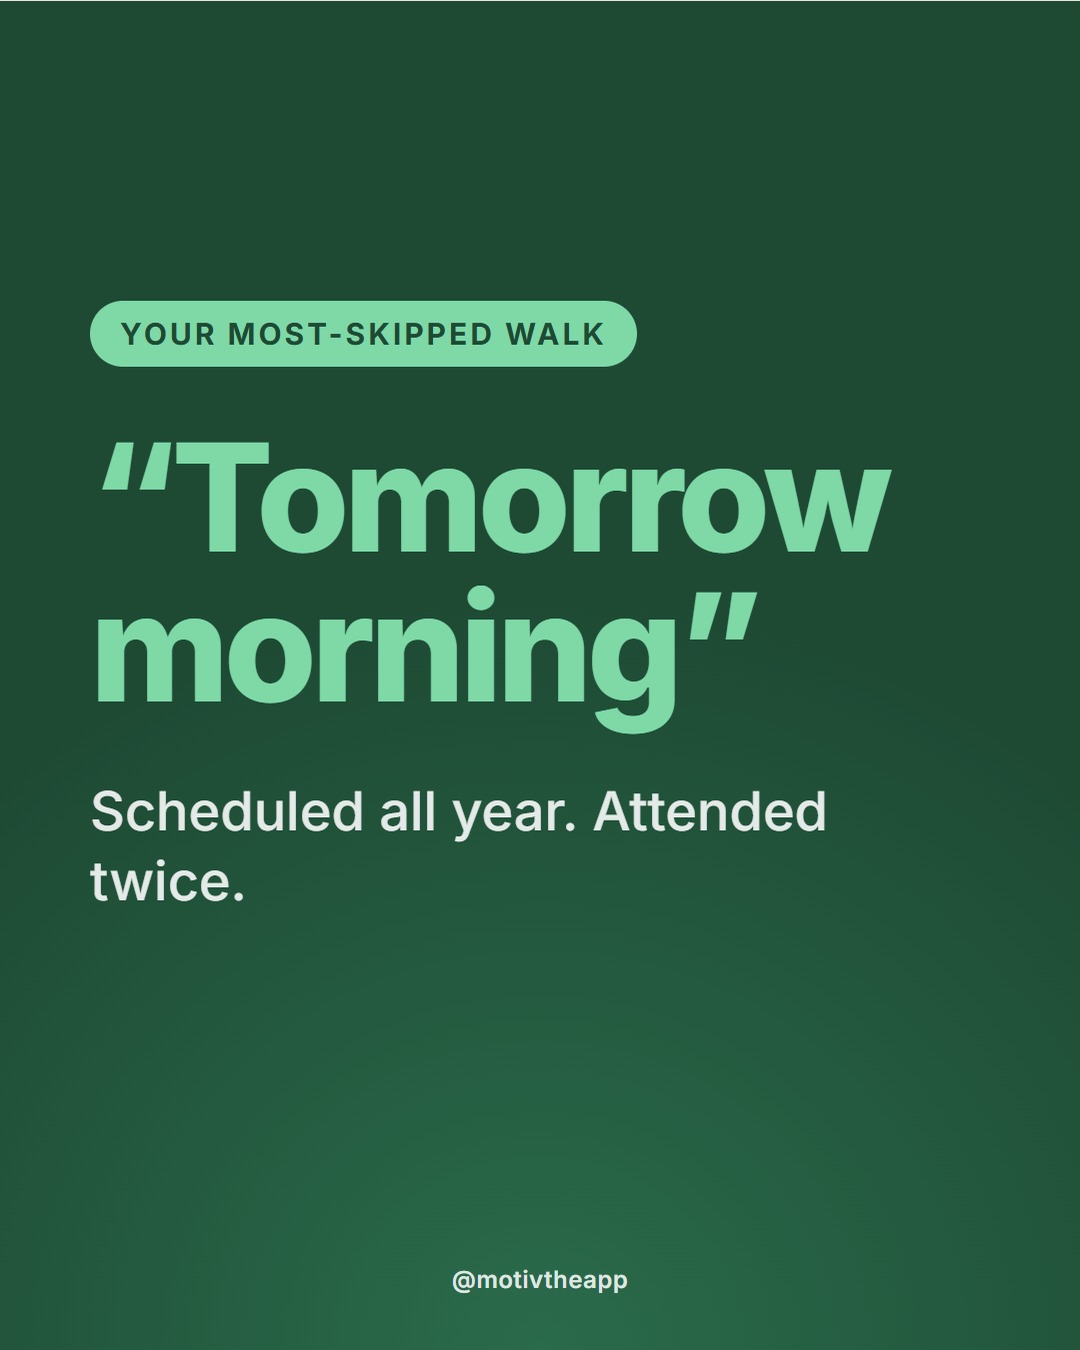 YOUR MOST-SKIPPED WALK
“Tomorrow
morning”
Scheduled all year. Attended
twice.
@motivtheapp